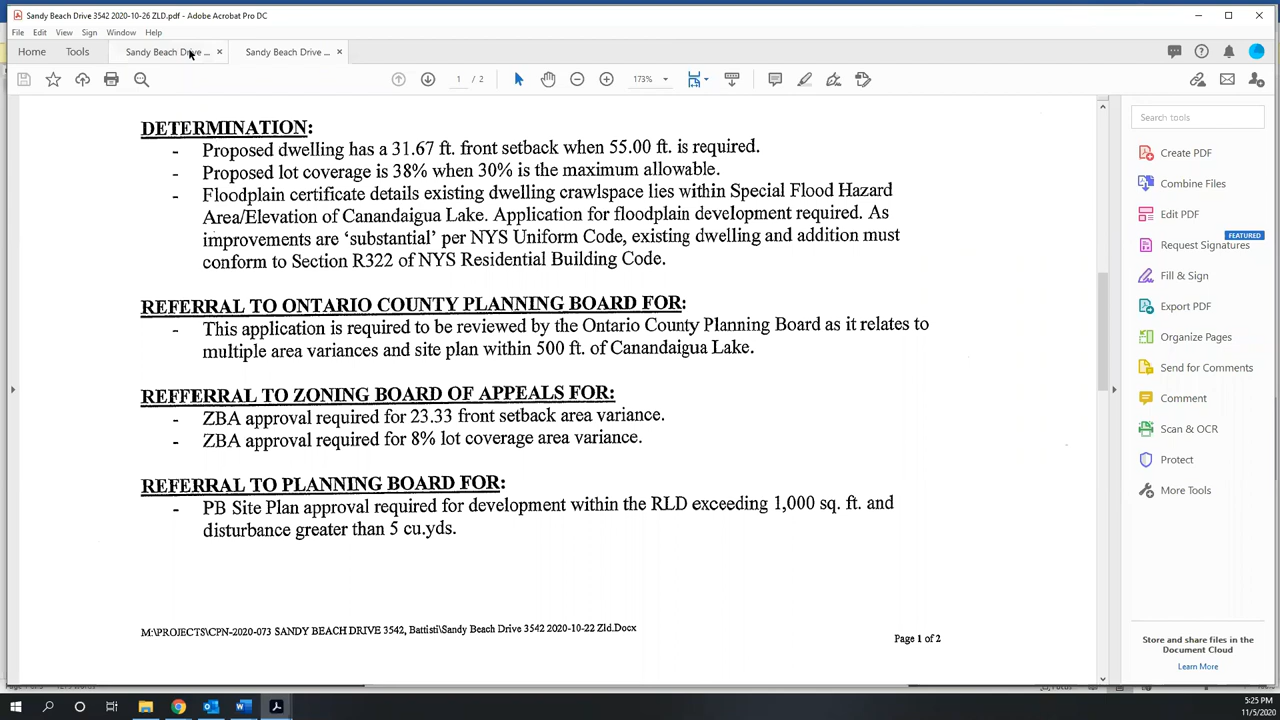 Sandy Beach Drive 3542 2020-10-26 ZLD.pdf - Adobe Acrobat Pro DC
File Edit View Sign Window Help
Home Tools Sandy Beach Drive ... × Sandy Beach Drive ... ×
1 / 2 173%
DETERMINATION:
- Proposed dwelling has a 31.67 ft. front setback when 55.00 ft. is required.
- Proposed lot coverage is 38% when 30% is the maximum allowable.
- Floodplain certificate details existing dwelling crawlspace lies within Special Flood Hazard
Area/Elevation of Canandaigua Lake. Application for floodplain development required. As
improvements are ‘substantial’ per NYS Uniform Code, existing dwelling and addition must
conform to Section R322 of NYS Residential Building Code.
REFERRAL TO ONTARIO COUNTY PLANNING BOARD FOR:
- This application is required to be reviewed by the Ontario County Planning Board as it relates to
multiple area variances and site plan within 500 ft. of Canandaigua Lake.
REFFERRAL TO ZONING BOARD OF APPEALS FOR:
- ZBA approval required for 23.33 front setback area variance.
- ZBA approval required for 8% lot coverage area variance.
REFERRAL TO PLANNING BOARD FOR:
- PB Site Plan approval required for development within the RLD exceeding 1,000 sq. ft. and
disturbance greater than 5 cu.yds.
M:\PROJECTS\CPN-2020-073 SANDY BEACH DRIVE 3542, Battisti\Sandy Beach Drive 3542 2020-10-22 Zld.Docx
Page 1 of 2
Search tools
Create PDF
Combine Files
Edit PDF
FEATURED
Request Signatures
Fill & Sign
Export PDF
Organize Pages
Send for Comments
Comment
Scan & OCR
Protect
More Tools
Store and share files in the
Document Cloud
Learn More
5:25 PM
11/5/2020